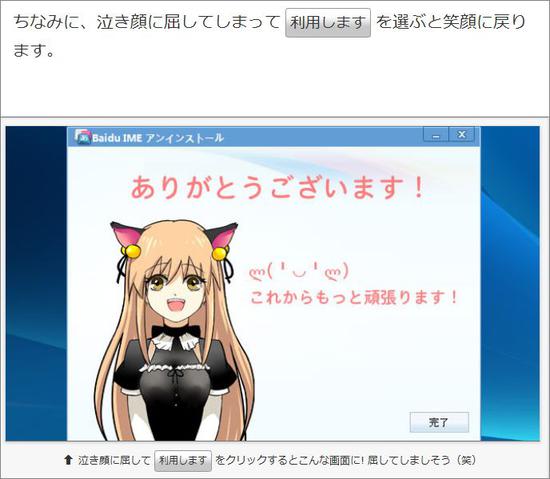 ちなみに、泣き顔に屈してしまって 利用します を選ぶと笑顔に戻り
ます。
Baidu IME アンインストール
ありがとうございます！
ლ( ╹◡╹ლ)
これからもっと頑張ります！
完了
⬆ 泣き顔に屈して 利用します をクリックするとこんな画面に! 屈してしましそう（笑）